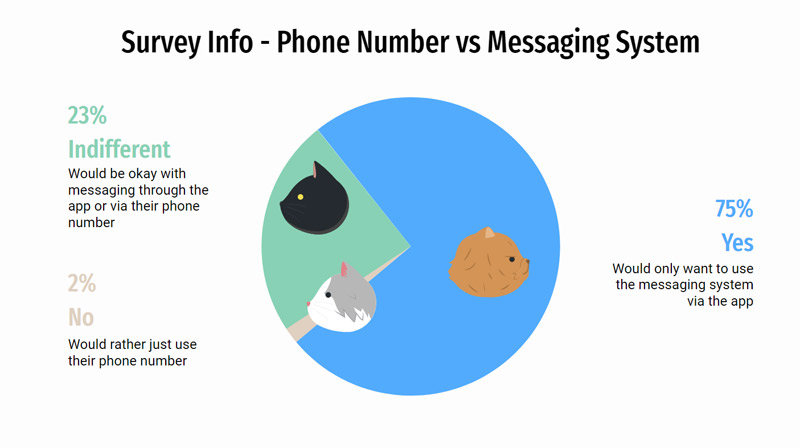 Survey Info - Phone Number vs Messaging System
23%
Indifferent
Would be okay with
messaging through the
app or via their phone
number
2%
No
Would rather just use
their phone number
75%
Yes
Would only want to use
the messaging system
via the app